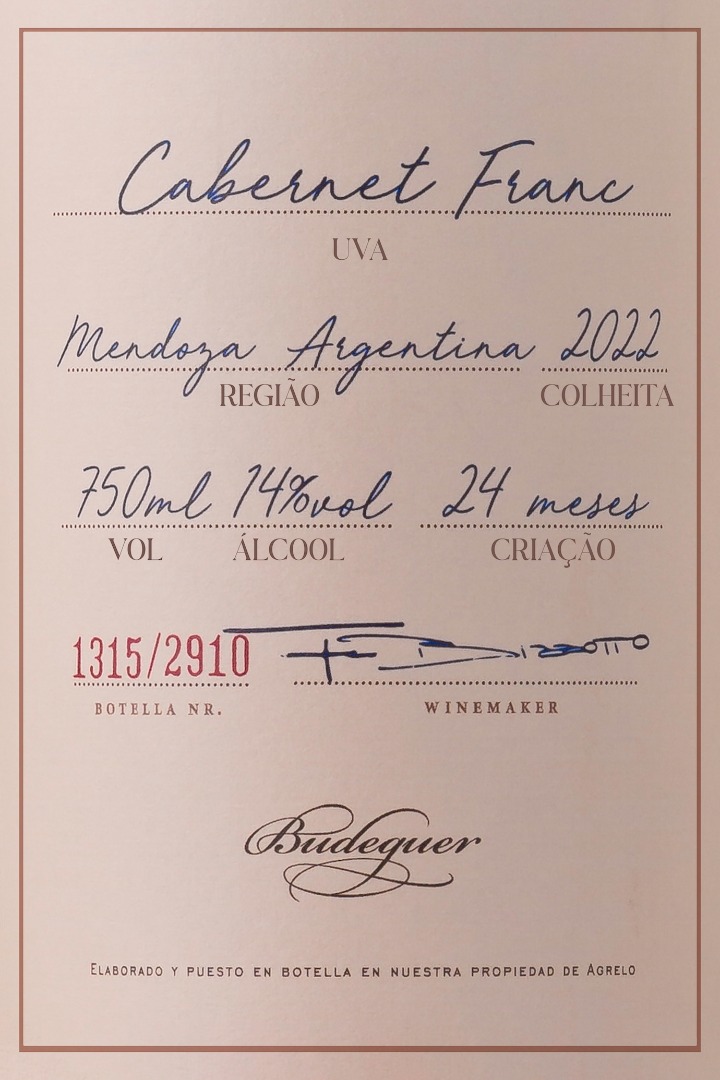 Cabernet Franc
UVA
Mendoza Argentina 2022
REGIÃO COLHEITA
750ml 14%vol 24 meses
VOL ÁLCOOL CRIAÇÃO
1315/2910
BOTELLA NR. WINEMAKER
Budeguer
ELABORADO Y PUESTO EN BOTELLA EN NUESTRA PROPIEDAD DE AGRELO